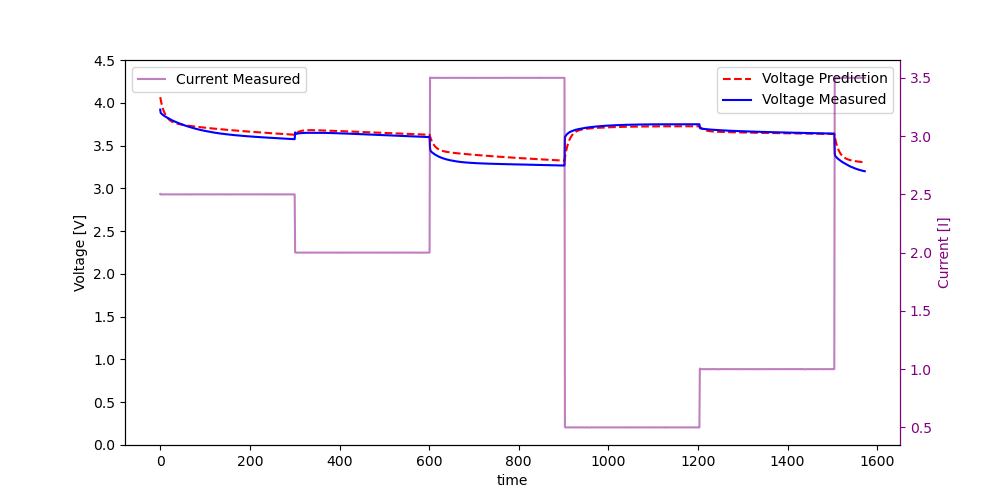 Current Measured
Voltage Prediction
Voltage Measured
4.5
4.0
3.5
3.0
2.5
2.0
1.5
1.0
0.5
0.0
Voltage [V]
3.5
3.0
2.5
2.0
1.5
1.0
0.5
Current [I]
0 200 400 600 800 1000 1200 1400 1600
time